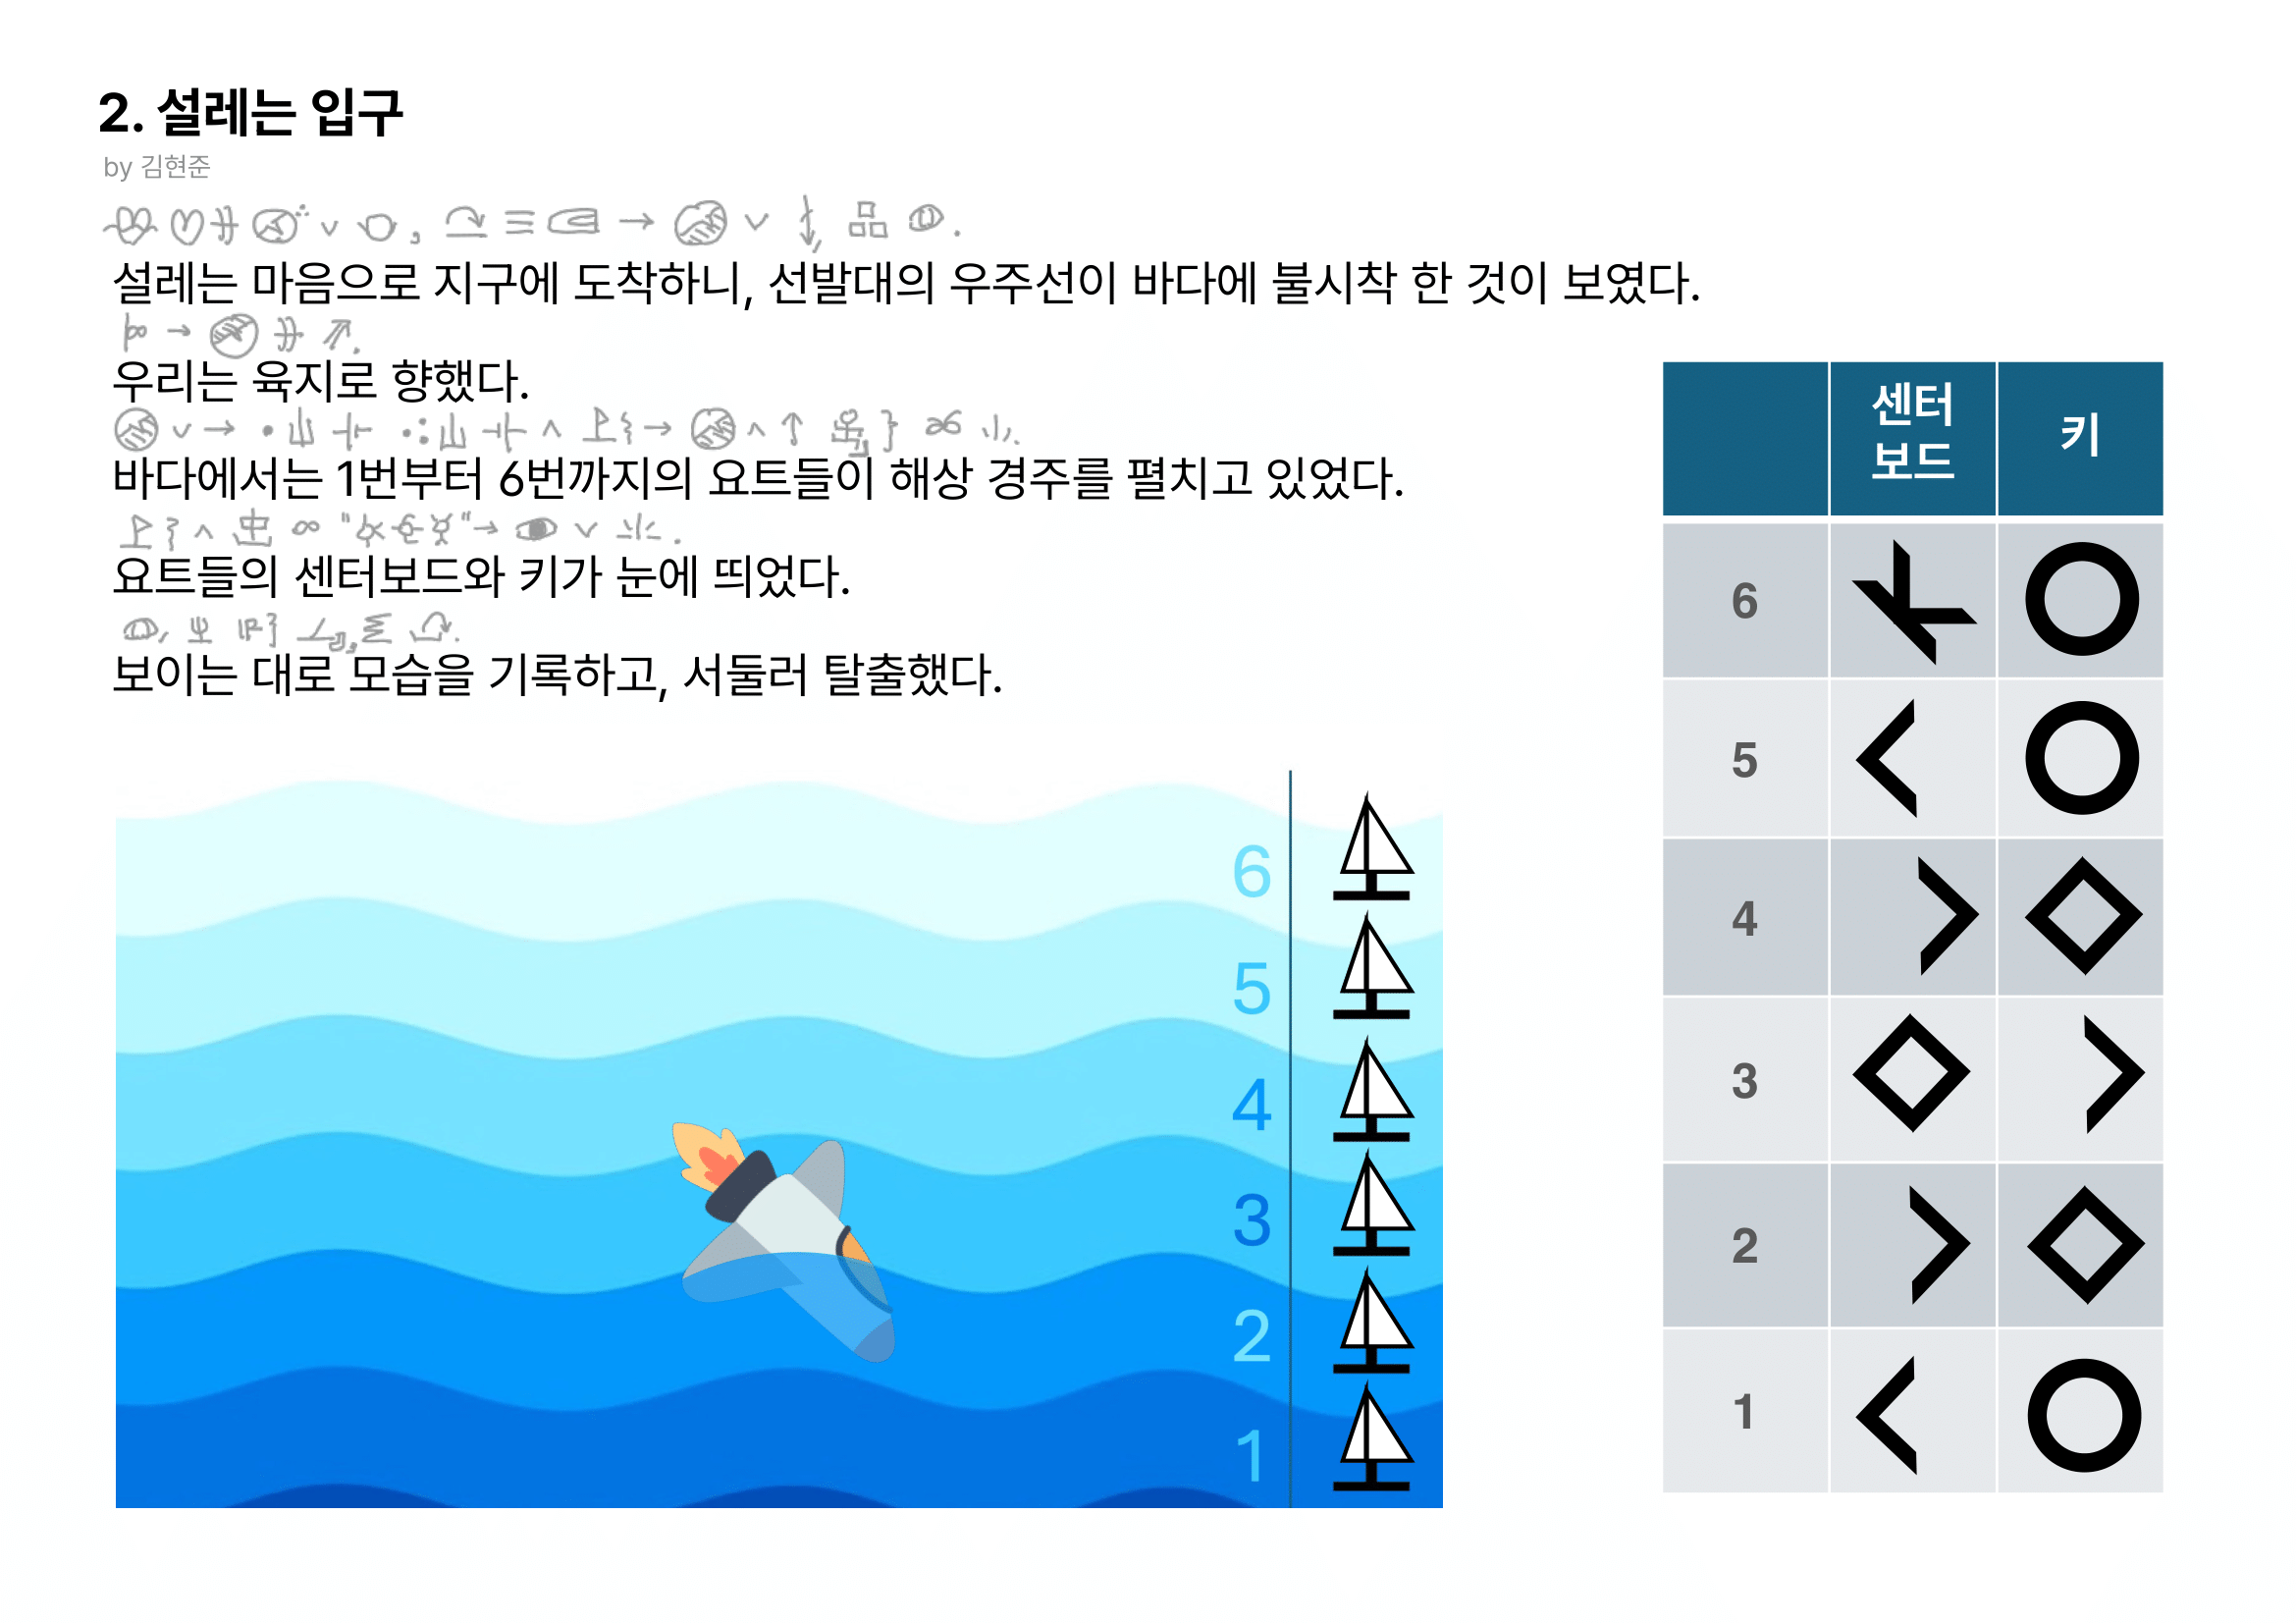 2. 설레는 입구
by 김현준
설레는 마음으로 지구에 도착하니, 선발대의 우주선이 바다에 불시착 한 것이 보였다.
우리는 육지로 향했다.
바다에서는 1번부터 6번까지의 요트들이 해상 경주를 펼치고 있었다.
요트들의 센터보드와 키가 눈에 띄었다.
보이는 대로 모습을 기록하고, 서둘러 탈출했다.
6
5
4
3
2
1
센터
보드
키
6
5
4
3
2
1